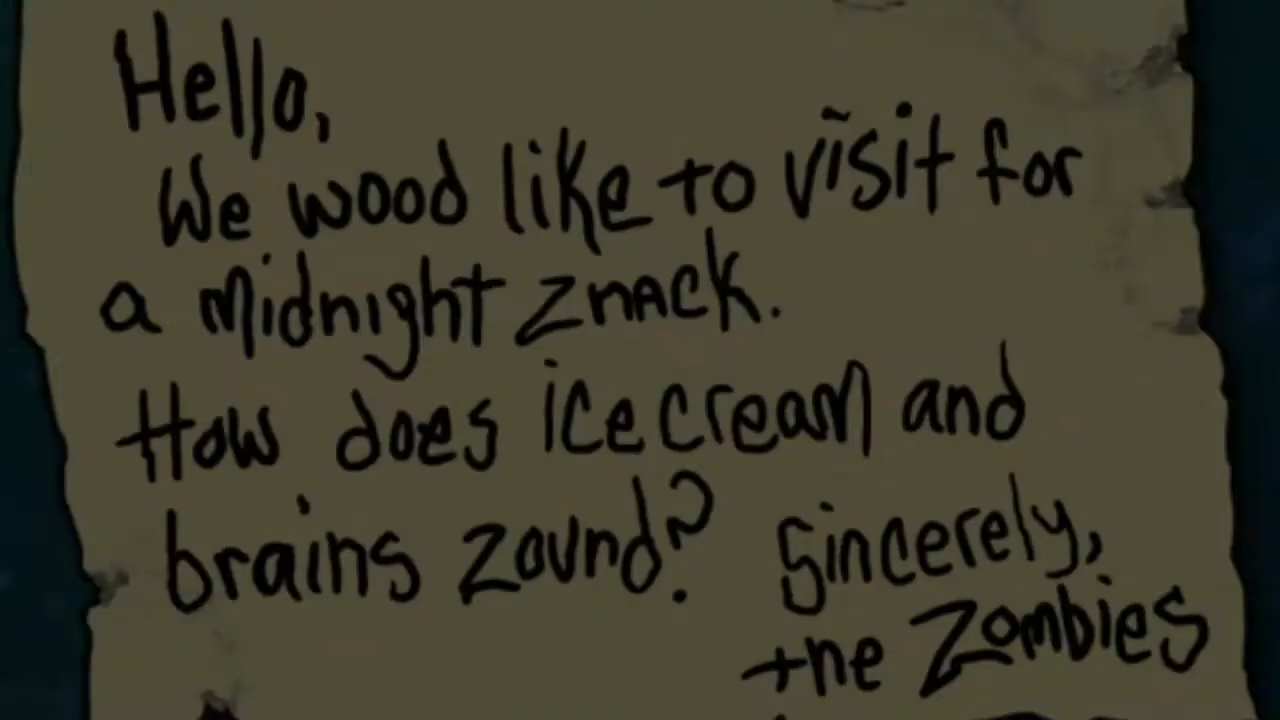 Hello,
We wood like to visit for
a midnight znack.
How does icecream and
brains zound?
Sincerely,
the Zombies